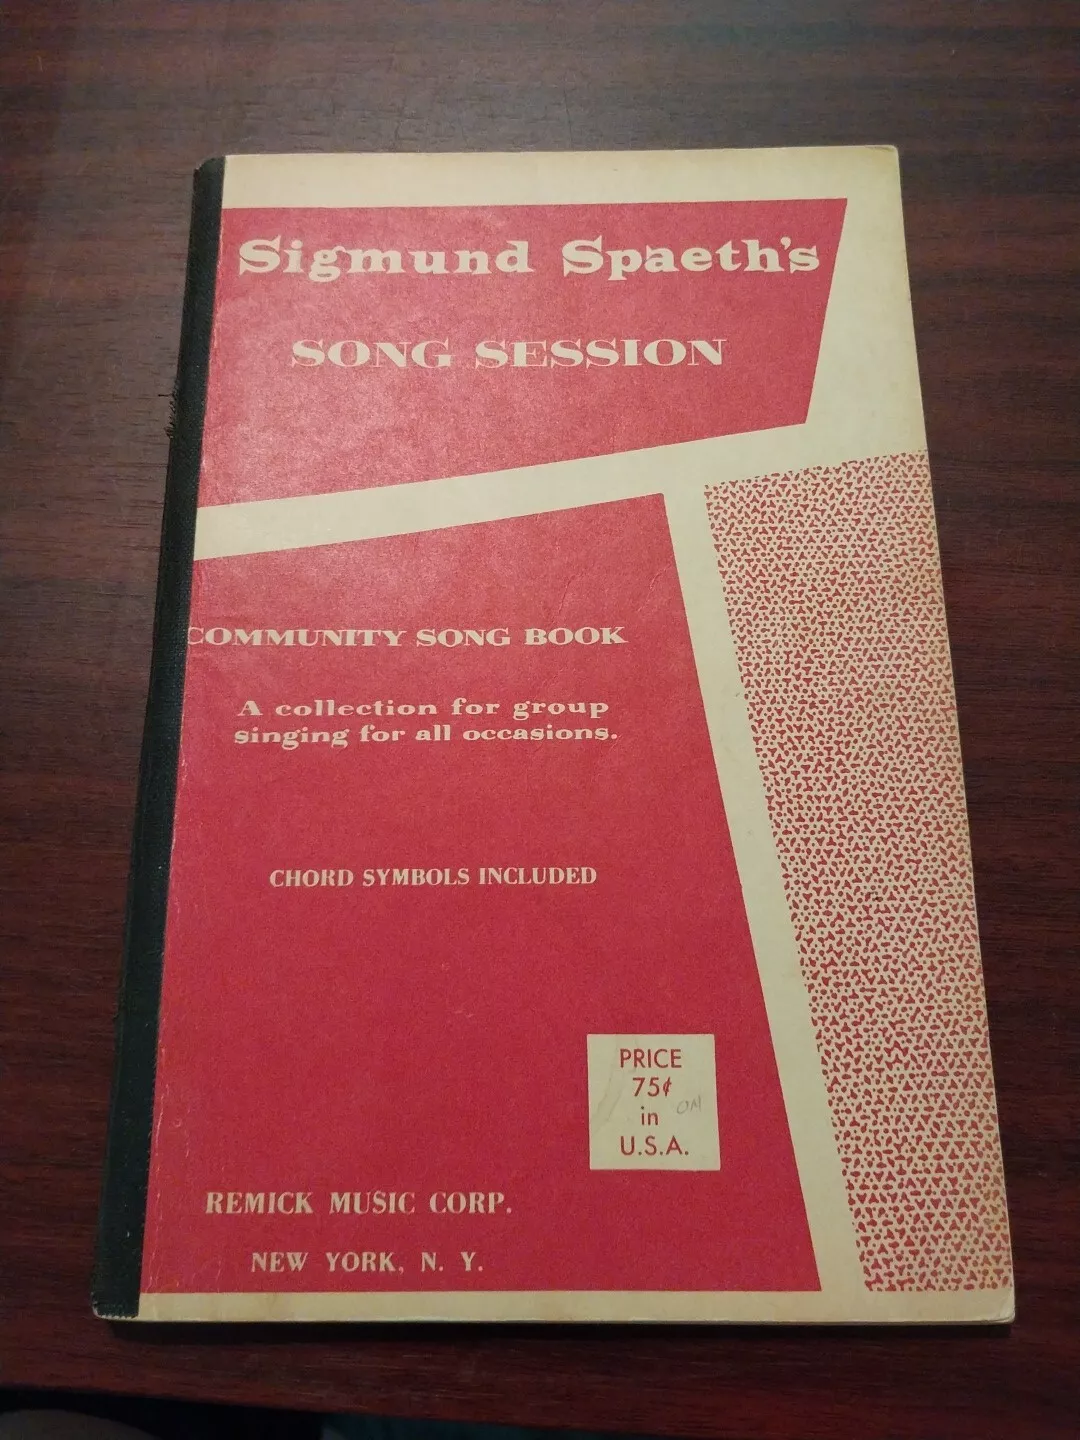 Sigmund Spaeth's
SONG SESSION
COMMUNITY SONG BOOK
A collection for group
singing for all occasions.
CHORD SYMBOLS INCLUDED
PRICE
75¢
in
U.S.A.
REMICK MUSIC CORP.
NEW YORK, N. Y.